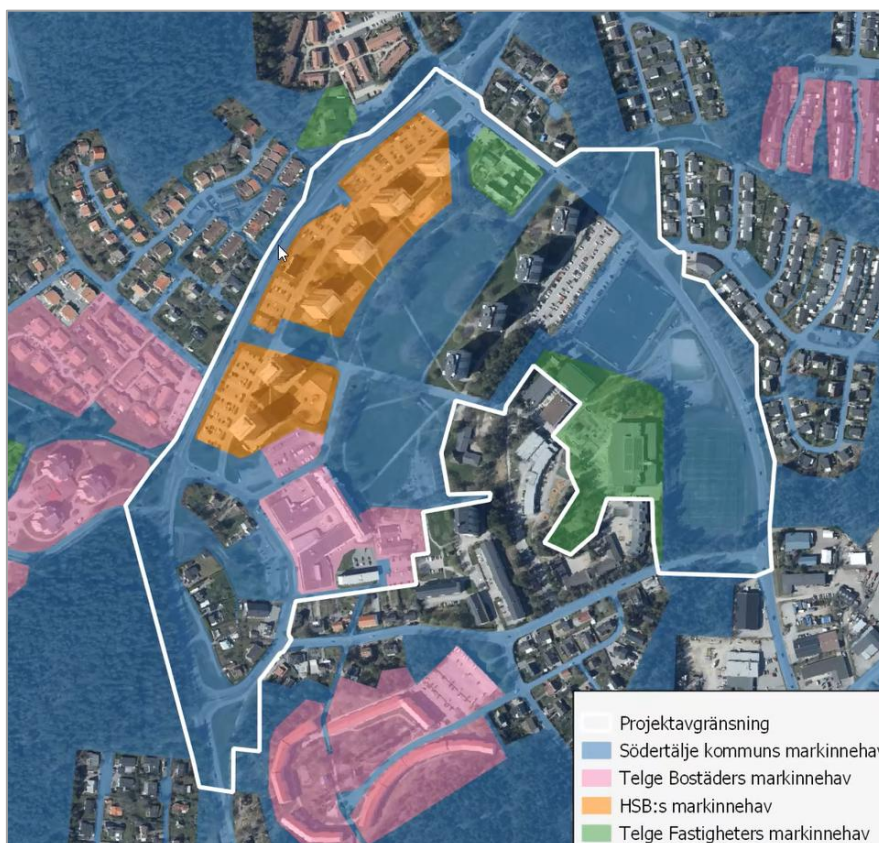 Projektavgränsning
Södertälje kommuns markinnehav
Telge Bostäders markinnehav
HSB:s markinnehav
Telge Fastigheters markinnehav